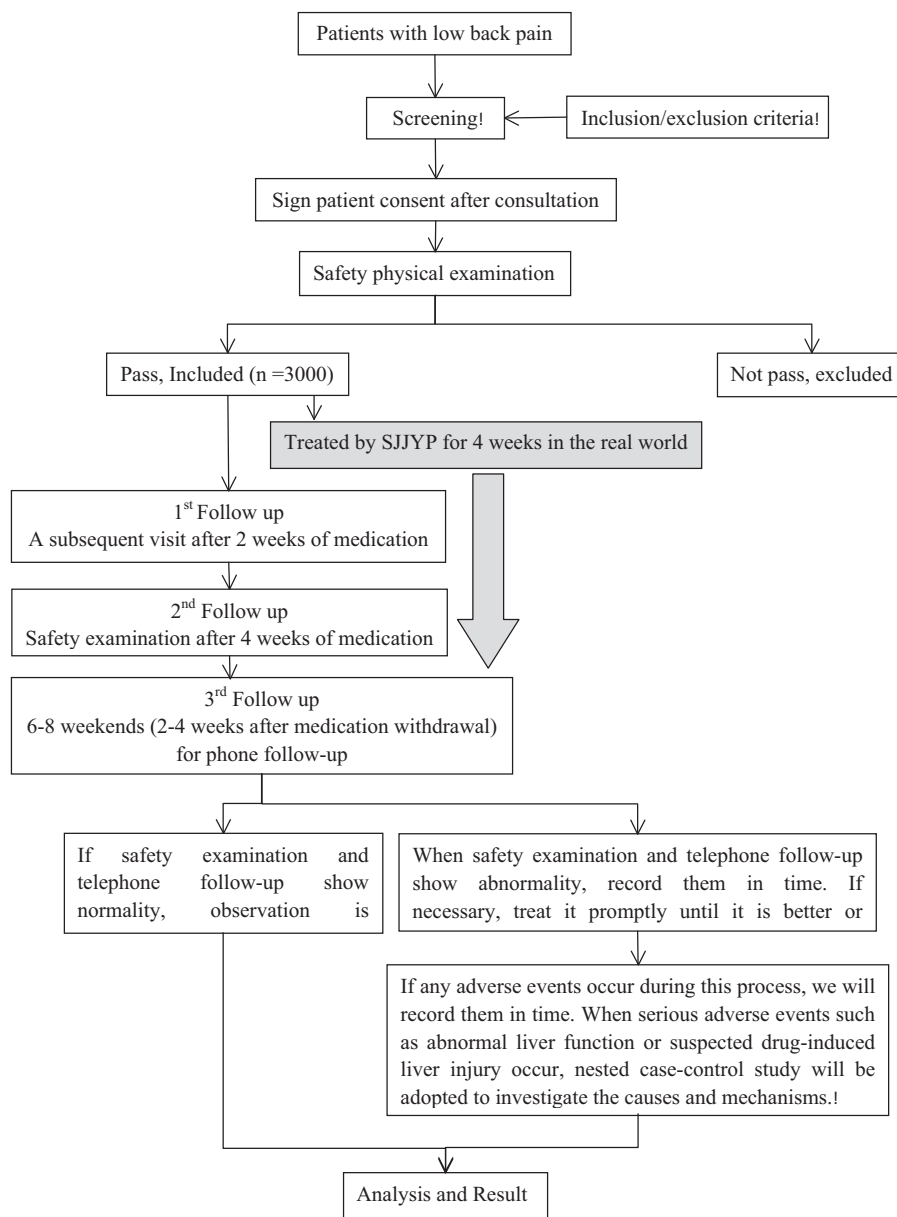 Patients with low back pain
Screening!
Inclusion/exclusion criteria!
Sign patient consent after consultation
Safety physical examination
Pass, Included (n =3000)
Not pass, excluded
Treated by SJJYP for 4 weeks in the real world
1st Follow up
A subsequent visit after 2 weeks of medication
2nd Follow up
Safety examination after 4 weeks of medication
3rd Follow up
6-8 weekends (2-4 weeks after medication withdrawal)
for phone follow-up
If safety examination and
telephone follow-up show
normality, observation is
When safety examination and telephone follow-up
show abnormality, record them in time. If
necessary, treat it promptly until it is better or
If any adverse events occur during this process, we will
record them in time. When serious adverse events such
as abnormal liver function or suspected drug-induced
liver injury occur, nested case-control study will be
adopted to investigate the causes and mechanisms.!
Analysis and Result